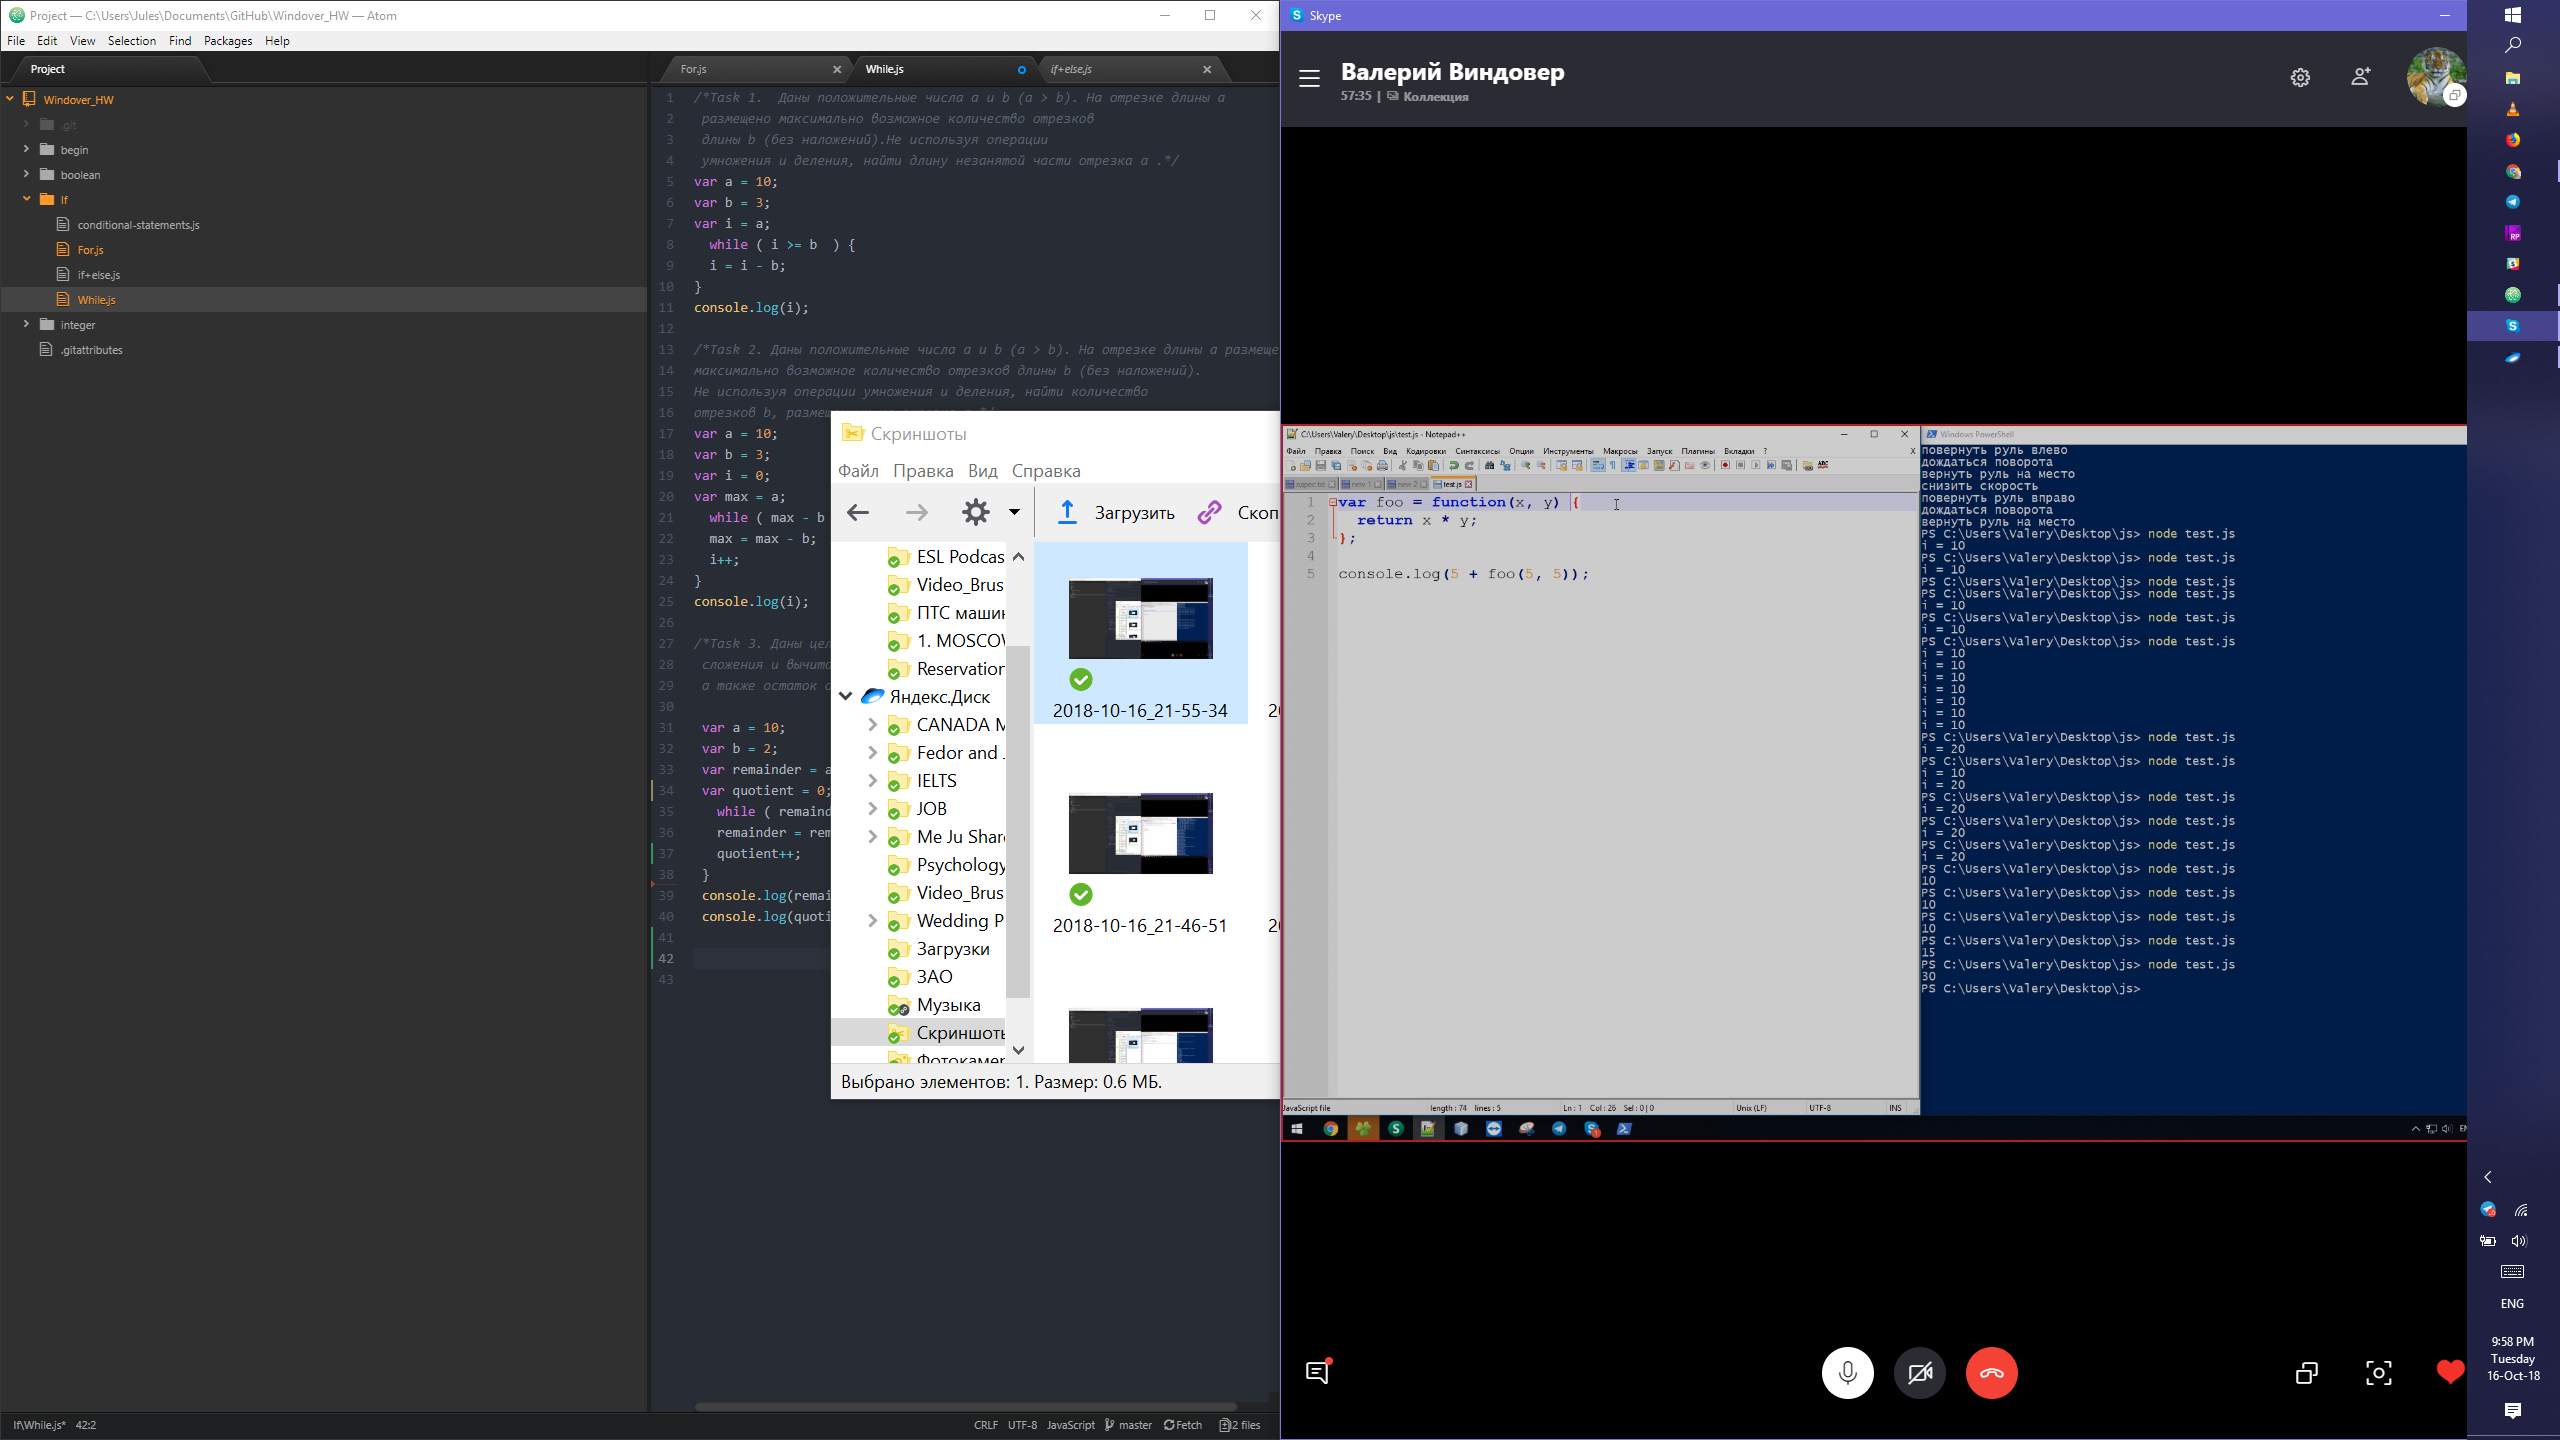 Project — C:\Users\Jules\Documents\GitHub\Windover_HW — Atom
File Edit View Selection Find Packages Help
Project
Windover_HW
.git
begin
boolean
If
conditional-statements.js
For.js
if+else.js
While.js
integer
.gitattributes
For.js
While.js
if+else.js
1 /*Task 1. Даны положительные числа a и b (a > b). На отрезке длины a
2 размещено максимально возможное количество отрезков
3 длины b (без наложений).Не используя операции
4 умножения и деления, найти длину незанятой части отрезка a .*/
5 var a = 10;
6 var b = 3;
7 var i = a;
8 while ( i >= b ) {
9 i = i - b;
10 }
11 console.log(i);
12
13 /*Task 2. Даны положительные числа a и b (a > b). На отрезке длины a размеще
14 максимально возможное количество отрезков длины b (без наложений).
15 Не используя операции умножения и деления, найти количество
16 отрезков b, размещ
17 var a = 10;
18 var b = 3;
19 var i = 0;
20 var max = a;
21 while ( max - b
22 max = max - b;
23 i++;
24 }
25 console.log(i);
26
27 /*Task 3. Даны цел
28 сложения и вычита
29 а также остаток о
30
31 var a = 10;
32 var b = 2;
33 var remainder = a
34 var quotient = 0;
35 while ( remaind
36 remainder = rem
37 quotient++;
38 }
39 console.log(remai
40 console.log(quoti
41
42
43
If\While.js* 42:2
CRLF UTF-8 JavaScript master Fetch 2 files
Скриншоты
Файл Правка Вид Справка
Загрузить Скоп
ESL Podcas
Video_Brus
ПТС машин
1. MOSCOW
Reservation
Яндекс.Диск
CANADA M
Fedor and J
IELTS
JOB
Me Ju Shar
Psychology
Video_Brus
Wedding P
Загрузки
ЗАО
Музыка
Скриншоты
Фотокамер
2018-10-16_21-55-34
2018-10-16_21-46-51
Выбрано элементов: 1. Размер: 0.6 МБ.
Skype
Валерий Виндовер
57:35 | Коллекция
C:\Users\Valery\Desktop\js\test.js - Notepad++
Файл Правка Поиск Вид Кодировки Синтаксисы Опции Инструменты Макросы Запуск Плагины Вкладки ? X
адрес.txt new 1 new 2 test.js
1 var foo = function(x, y) {
2 return x * y;
3 };
4
5 console.log(5 + foo(5, 5));
JavaScript file length : 74 lines : 5 Ln : 1 Col : 26 Sel : 0 | 0 Unix (LF) UTF-8 INS
Windows PowerShell
повернуть руль влево
дождаться поворота
вернуть руль на место
снизить скорость
повернуть руль вправо
дождаться поворота
вернуть руль на место
PS C:\Users\Valery\Desktop\js> node test.js
i = 10
PS C:\Users\Valery\Desktop\js> node test.js
i = 10
PS C:\Users\Valery\Desktop\js> node test.js
PS C:\Users\Valery\Desktop\js> node test.js
i = 10
PS C:\Users\Valery\Desktop\js> node test.js
i = 10
PS C:\Users\Valery\Desktop\js> node test.js
i = 10
i = 10
i = 10
i = 10
i = 10
i = 10
i = 10
PS C:\Users\Valery\Desktop\js> node test.js
i = 20
PS C:\Users\Valery\Desktop\js> node test.js
i = 10
i = 20
PS C:\Users\Valery\Desktop\js> node test.js
i = 20
PS C:\Users\Valery\Desktop\js> node test.js
i = 20
PS C:\Users\Valery\Desktop\js> node test.js
i = 20
PS C:\Users\Valery\Desktop\js> node test.js
10
PS C:\Users\Valery\Desktop\js> node test.js
10
PS C:\Users\Valery\Desktop\js> node test.js
10
PS C:\Users\Valery\Desktop\js> node test.js
15
PS C:\Users\Valery\Desktop\js> node test.js
30
PS C:\Users\Valery\Desktop\js>
ENG
9:58 PM
Tuesday
16-Oct-18